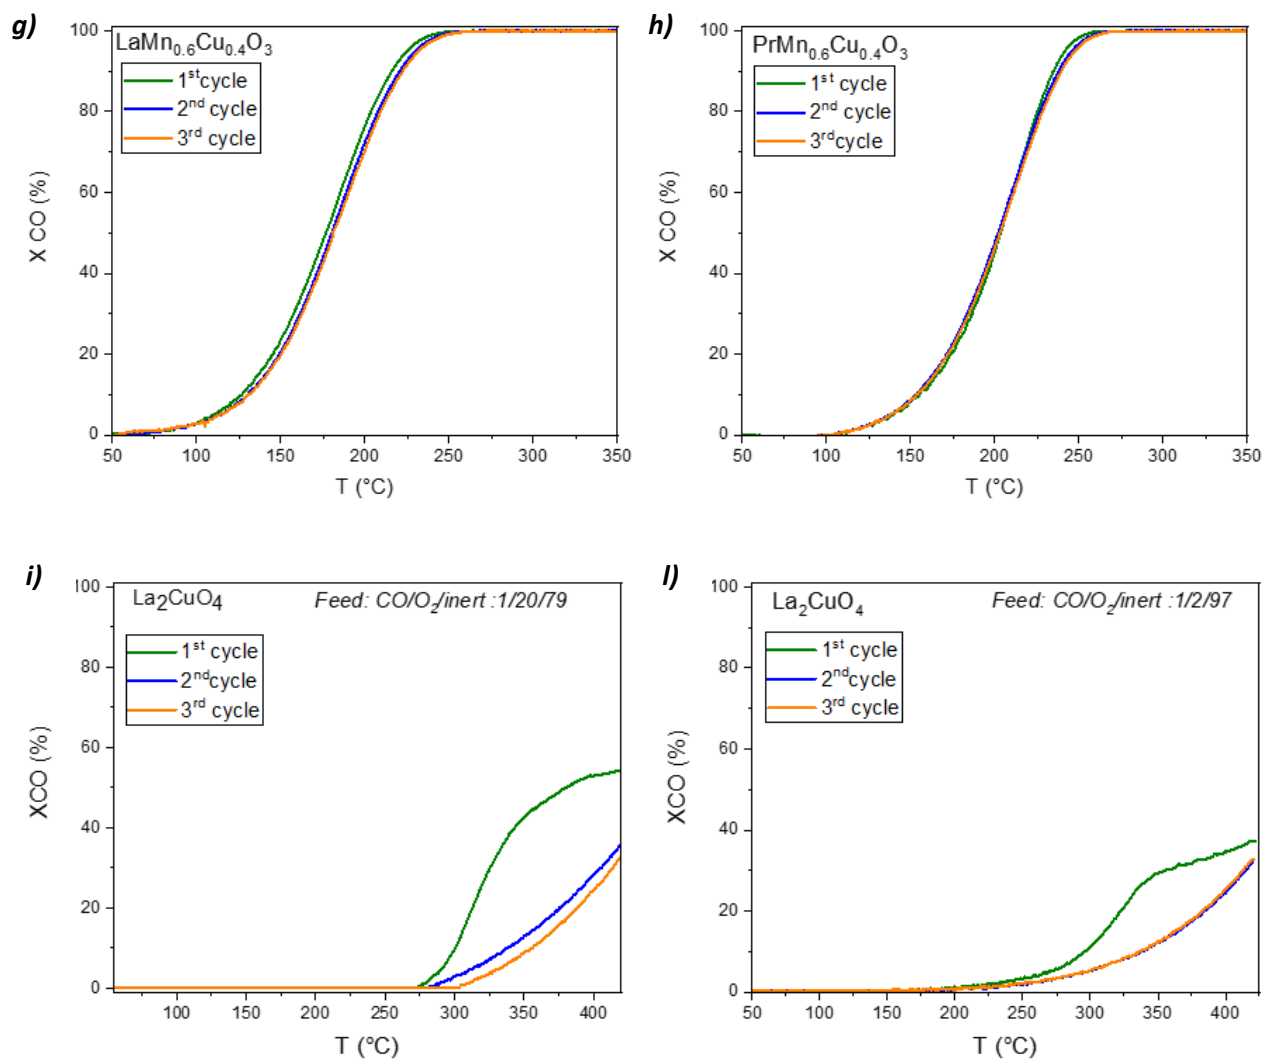 g)
LaMn0.6Cu0.4O3
1st cycle
2nd cycle
3rd cycle
100
80
60
40
20
0
X CO (%)
50 100 150 200 250 300 350
T (°C)
h)
PrMn0.6Cu0.4O3
1st cycle
2nd cycle
3rd cycle
100
80
60
40
20
0
X CO (%)
50 100 150 200 250 300 350
T (°C)
i)
La2CuO4
Feed: CO/O2/inert :1/20/79
1st cycle
2nd cycle
3rd cycle
100
80
60
40
20
0
XCO (%)
100 150 200 250 300 350 400
T (°C)
l)
La2CuO4
Feed: CO/O2/inert :1/2/97
1st cycle
2nd cycle
3rd cycle
100
80
60
40
20
0
XCO (%)
50 100 150 200 250 300 350 400
T (°C)